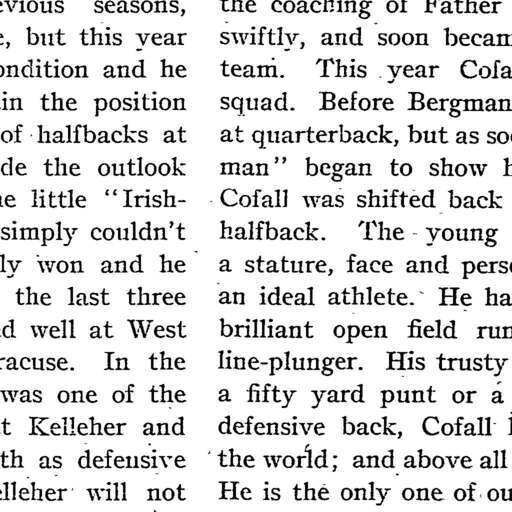 evious seasons,
e, but this year
ondition and he
in the position
of halfbacks at
de the outlook
e little "Irish-
simply couldn't
ly won and he
the last three
d well at West
racuse. In the
was one of the
t Kelleher and
th as defensive
elleher will not
the coaching of Father
swiftly, and soon becam
team. This year Cofa
squad. Before Bergman
at quarterback, but as soo
man" began to show h
Cofall was shifted back
halfback. The young
a stature, face and perso
an ideal athlete. He ha
brilliant open field run
line-plunger. His trusty
a fifty yard punt or a
defensive back, Cofall
the world; and above all
He is the only one of ou